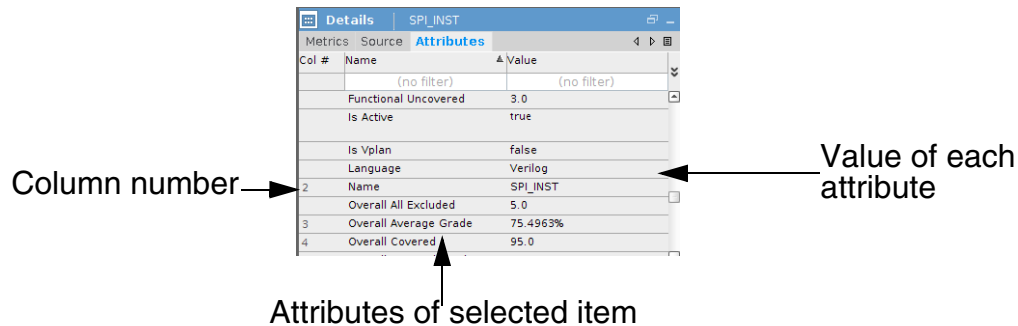 Details SPI_INST
Metrics Source Attributes
Col # Name Value
(no filter) (no filter)
Functional Uncovered 3.0
Is Active true
Is Vplan false
Language Verilog
2 Name SPI_INST
Overall All Excluded 5.0
3 Overall Average Grade 75.4963%
4 Overall Covered 95.0
Column number
Value of each
attribute
Attributes of selected item